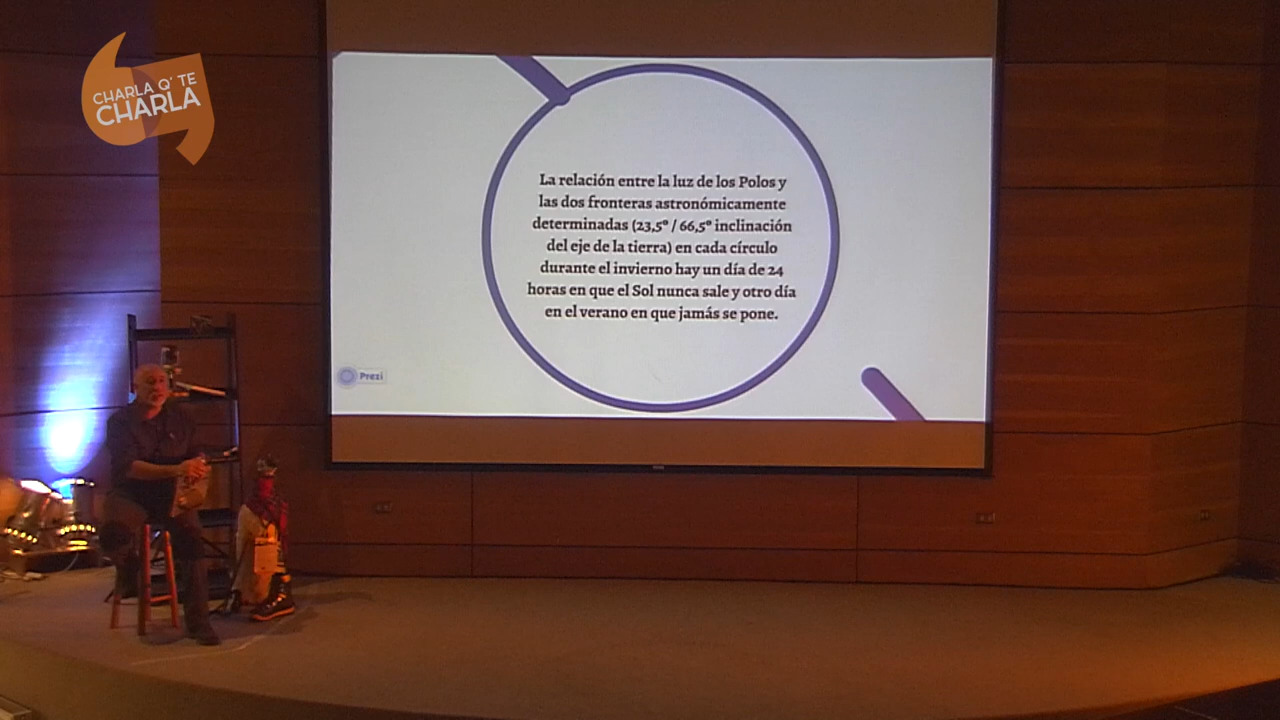 CHARLA Q' TE
CHARLA
La relación entre la luz de los Polos y
las dos fronteras astronómicamente
determinadas (23,5º / 66,5º inclinación
del eje de la tierra) en cada círculo
durante el invierno hay un día de 24
horas en que el Sol nunca sale y otro día
en el verano en que jamás se pone.
Prezi